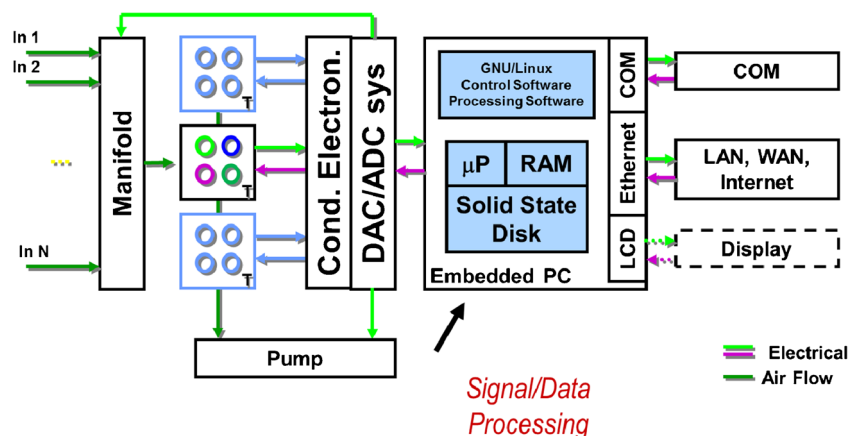 In 1
In 2
...
In N
Manifold
T
T
T
Cond. Electron.
DAC/ADC sys
GNU/Linux
Control Software
Processing Software
µP
RAM
Solid State
Disk
Embedded PC
COM
Ethernet
LCD
COM
LAN, WAN,
Internet
Display
Pump
Signal/Data
Processing
Electrical
Air Flow